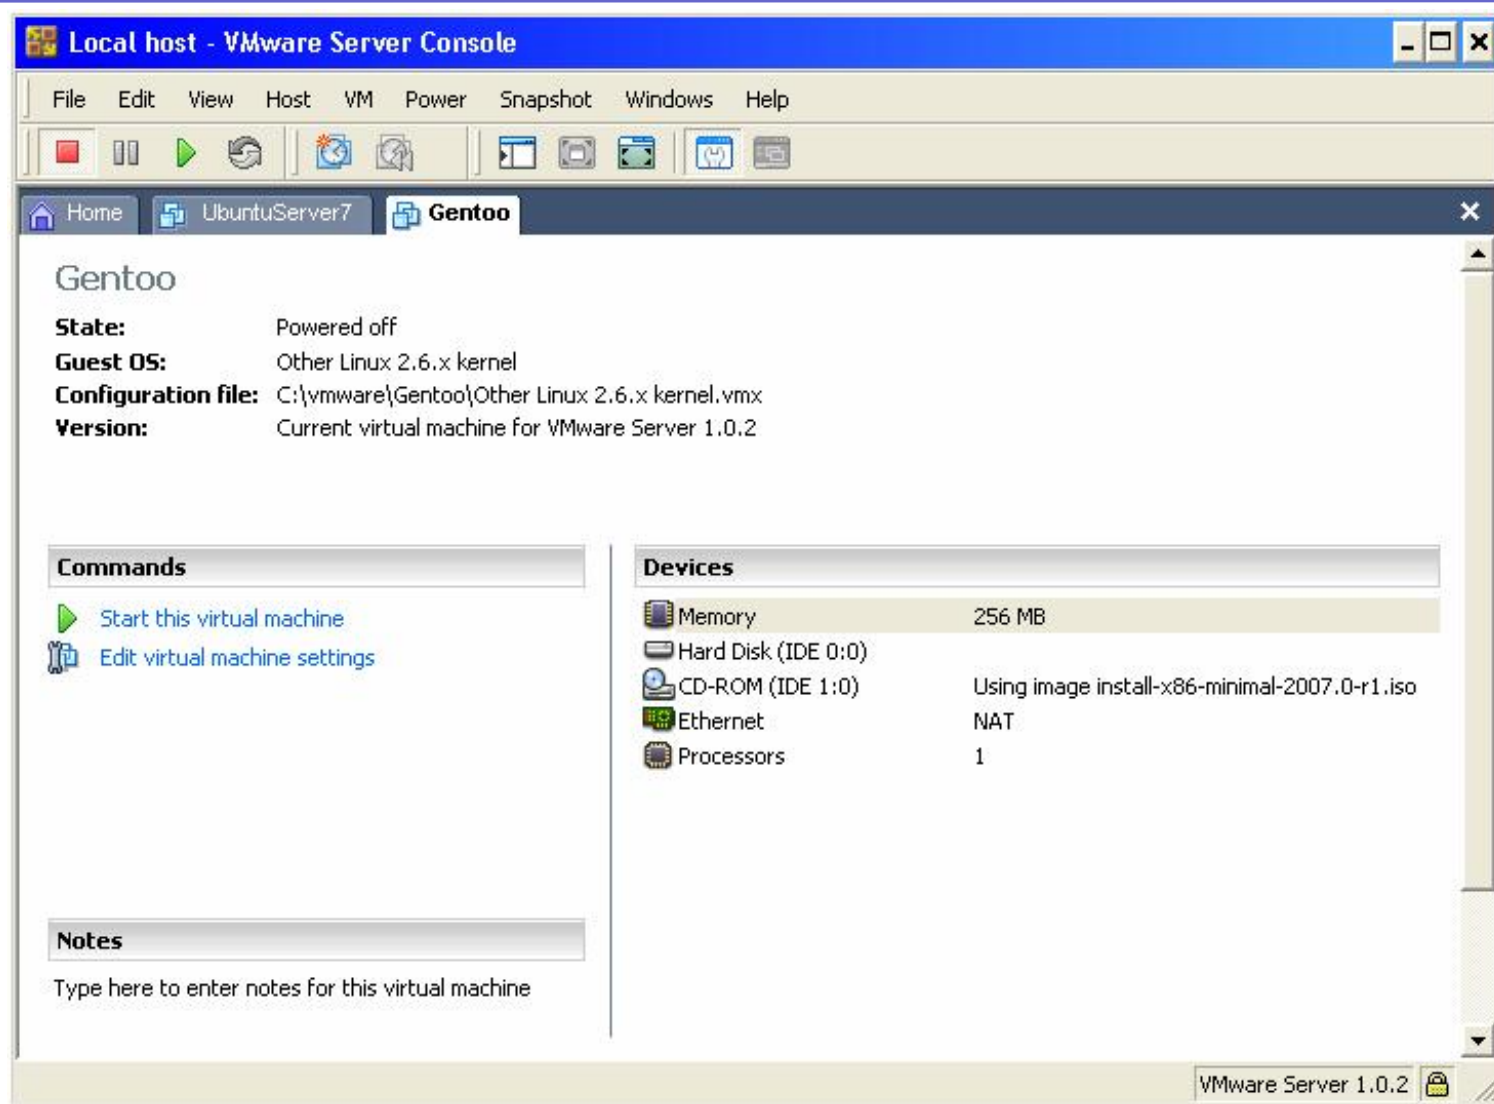 Local host - VMware Server Console
File Edit View Host VM Power Snapshot Windows Help
Home UbuntuServer7 Gentoo
Gentoo
State: Powered off
Guest OS: Other Linux 2.6.x kernel
Configuration file: C:\vmware\Gentoo\Other Linux 2.6.x kernel.vmx
Version: Current virtual machine for VMware Server 1.0.2
Commands
Start this virtual machine
Edit virtual machine settings
Devices
Memory 256 MB
Hard Disk (IDE 0:0)
CD-ROM (IDE 1:0) Using image install-x86-minimal-2007.0-r1.iso
Ethernet NAT
Processors 1
Notes
Type here to enter notes for this virtual machine
VMware Server 1.0.2